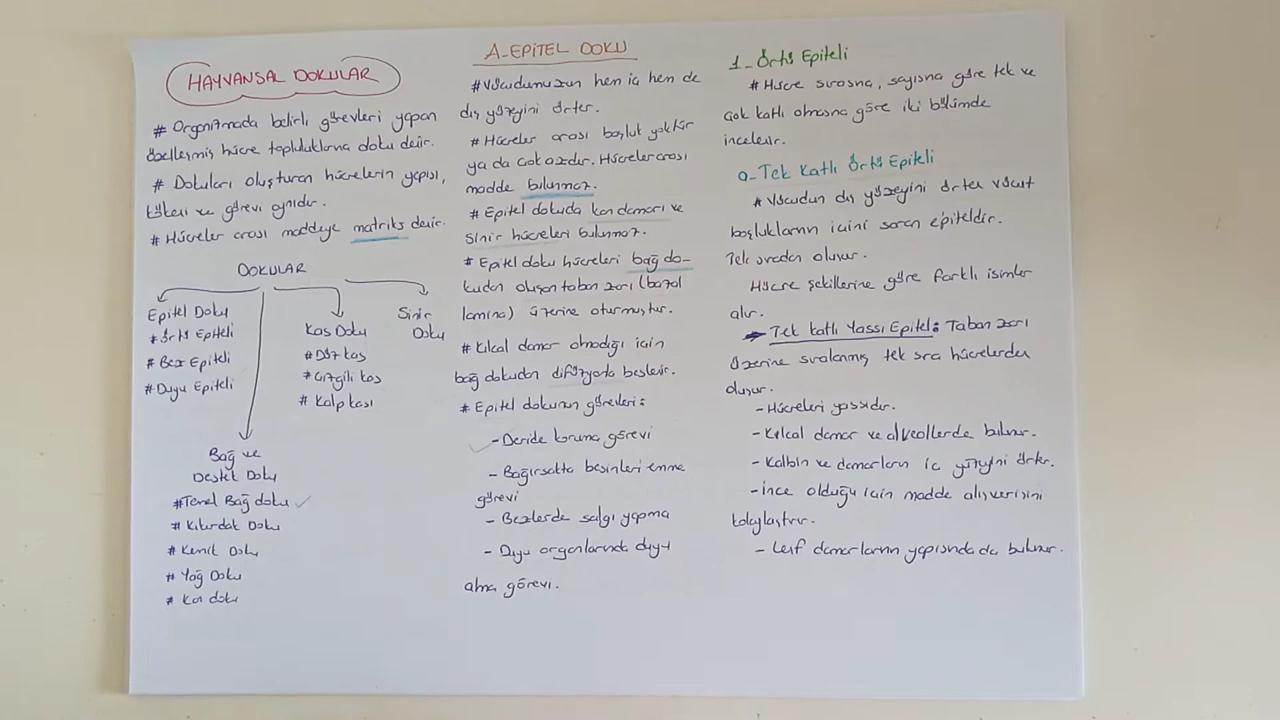 HAYVANSAL DOKULAR
# Organizmada belirli görevleri yapan
özelleşmiş hücre topluluklarına doku denir.
# Dokuları oluşturan hücrelerin yapısı,
kökeni ve görevi aynıdır.
# Hücreler arası maddeye matriks denir.
DOKULAR
Epitel Doku
# Örtü Epiteli
# Bez Epiteli
# Duyu Epiteli
Kas Doku
# Düz kas
# Çizgili kas
# Kalp kası
Sinir
Doku
Bağ ve
Destek Doku
# Temel Bağ doku
# Kıkırdak Doku
# Kemik Doku
# Yağ Doku
# Kan doku
A-EPİTEL DOKU
# Vücudumuzun hem iç hem de
dış yüzeyini örter.
# Hücreler arası boşluk yoktur
ya da çok azdır. Hücreler arası
madde bulunmaz.
# Epitel dokuda kan damarı ve
sinir hücreleri bulunmaz.
# Epitel doku hücreleri bağ do-
kudan oluşan taban zarı (bazal
lamina) üzerine oturmuştur.
# Kılcal damar olmadığı için
bağ dokudan difüzyonla beslenir.
# Epitel dokunun görevleri:
- Deride koruma görevi
- Bağırsakta besinleri emme
görevi
- Bezlerde salgı yapma
- Duyu organlarında duyu
alma görevi.
1- Örtü Epiteli
# Hücre sırasına, sayısına göre tek ve
çok katlı olmasına göre iki bölümde
incelenir.
a- Tek Katlı Örtü Epiteli
# Vücudun dış yüzeyini örten vücut
boşluklarının içini saran epiteldir.
Tek sıradan oluşur.
Hücre şekillerine göre farklı isimler
alır.
Tek katlı Yassı Epitel: Taban zarı
üzerine sıralanmış tek sıra hücrelerden
oluşur.
- Hücreleri yassıdır.
- Kılcal damar ve alveollerde bulunur.
- Kalbin ve damarların iç yüzeyini örter.
- İnce olduğu için madde alışverişini
kolaylaştırır.
- Lenf damarlarının yapısında da bulunur.